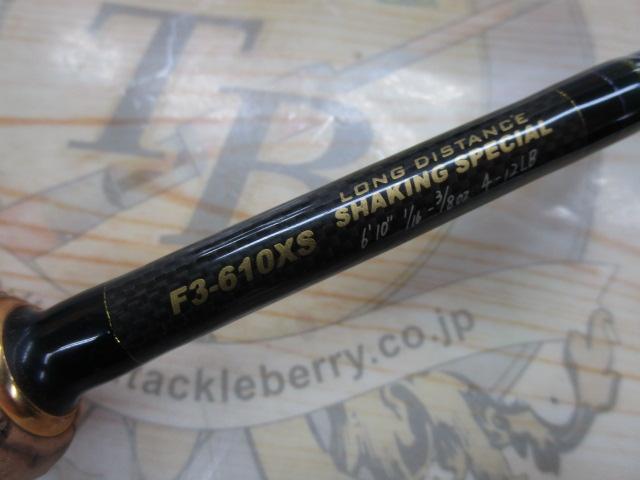 TB
LONG DISTANCE
SHAKING SPECIAL
6'10" 1/16-3/8oz 4-12LB
F3-610XS
tackleberry.co.jp